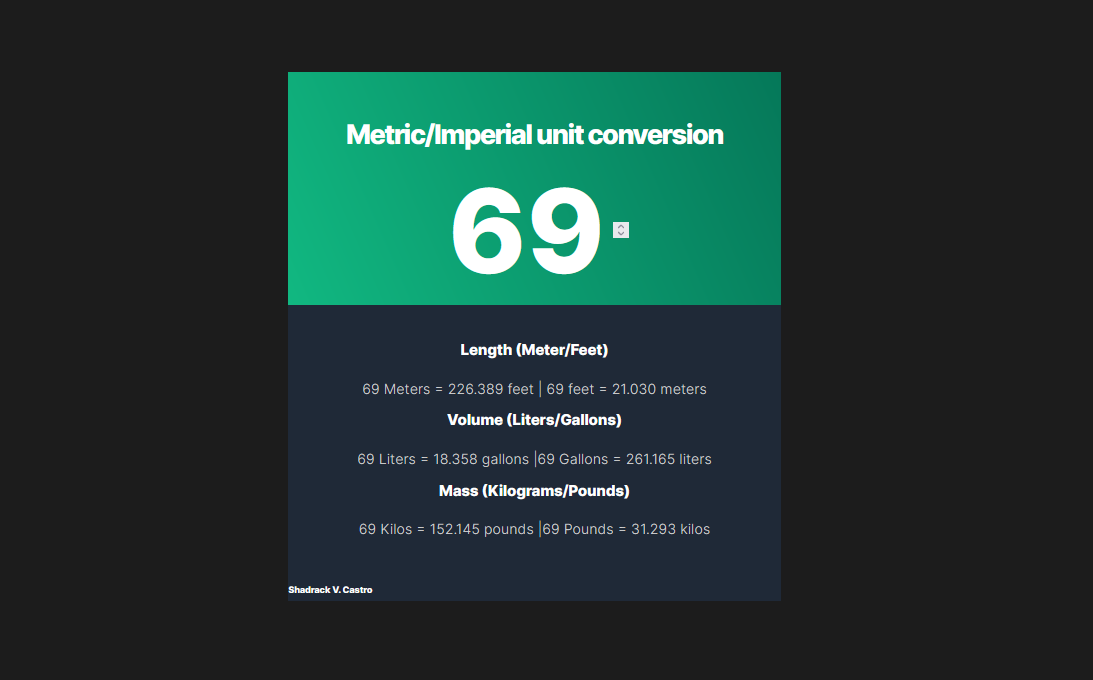 Metric/Imperial unit conversion
69
Length (Meter/Feet)
69 Meters = 226.389 feet | 69 feet = 21.030 meters
Volume (Liters/Gallons)
69 Liters = 18.358 gallons |69 Gallons = 261.165 liters
Mass (Kilograms/Pounds)
69 Kilos = 152.145 pounds |69 Pounds = 31.293 kilos
Shadrack V. Castro